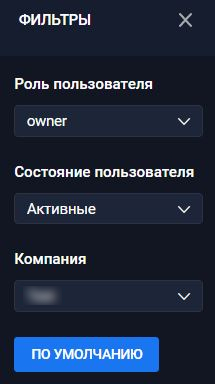 ФИЛЬТРЫ
Роль пользователя
owner
Состояние пользователя
Активные
Компания
ПО УМОЛЧАНИЮ